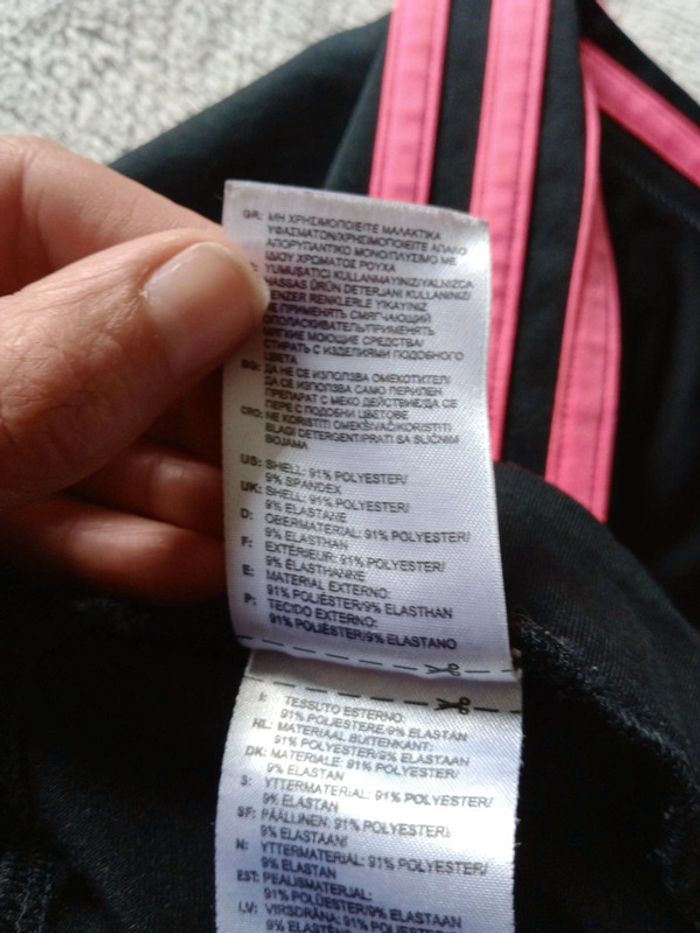 GR: ΜΗ ΧΡΗΣΙΜΟΠΟΙΕΙΤΕ ΜΑΛΑΚΤΙΚΑ
ΥΦΑΣΜΑΤΩΝ/ΧΡΗΣΙΜΟΠΟΙΕΙΤΕ ΑΠΑΛΟ
ΑΠΟΡΥΠΑΝΤΙΚΟ ΜΟΝΟ/ΠΛΥΣΙΜΟ ΜΕ
ΙΔΙΟΥ ΧΡΩΜΑΤΟΣ ΡΟΥΧΑ
YUMUŞATICI KULLANMAYINIZ/YALNIZCA
HASSAS ÜRÜN DETERJANI KULLANINIZ/
BENZER RENKLERLE YIKAYINIZ
НЕ ПРИМЕНЯТЬ СМЯГЧАЮЩИЙ
ОПОЛАСКИВАТЕЛЬ/ПРИМЕНЯТЬ
МЯГКИЕ МОЮЩИЕ СРЕДСТВА/
СТИРАТЬ С ИЗДЕЛИЯМИ ПОДОБНОГО
ЦВЕТА
BG: ДА НЕ СЕ ИЗПОЛЗВА ОМЕКОТИТЕЛ/
ДА СЕ ИЗПОЛЗВА САМО ПЕРИЛЕН
ПРЕПАРАТ С МЕКО ДЕЙСТВИЕ/ДА СЕ
ПЕРЕ С ПОДОБНИ ЦВЕТОВЕ
CRO: NE KORISTITI OMEKŠIVAČ/KORISTITI
BLAGI DETERGENT/PRATI SA SLIČNIM
BOJAMA
US: SHELL: 91% POLYESTER/
9% SPANDEX
UK: SHELL: 91% POLYESTER/
9% ELASTANE
D: OBERMATERIAL: 91% POLYESTER/
9% ELASTHAN
F: EXTÉRIEUR: 91% POLYESTER/
9% ÉLASTHANNE
E: MATERIAL EXTERNO:
91% POLIÉSTER/9% ELASTHAN
P: TECIDO EXTERNO:
91% POLIÉSTER/9% ELASTANO
I: TESSUTO ESTERNO:
91% POLIESTERE/9% ELASTAN
NL: MATERIAAL BUITENKANT:
91% POLYESTER/9% ELASTAAN
DK: MATERIALE: 91% POLYESTER/
9% ELASTAN
S: YTTERMATERIAL: 91% POLYESTER/
9% ELASTAN
SF: PÄÄLLINEN: 91% POLYESTERI/
9% ELASTAANI
N: YTTERMATERIAL: 91% POLYESTER/
9% ELASTAN
EST: PEALISMATERJAL:
91% POLÜESTER/9% ELASTAAN
LV: VIRSDRĀNA: 91% POLIESTER
9% ELASTĒNS